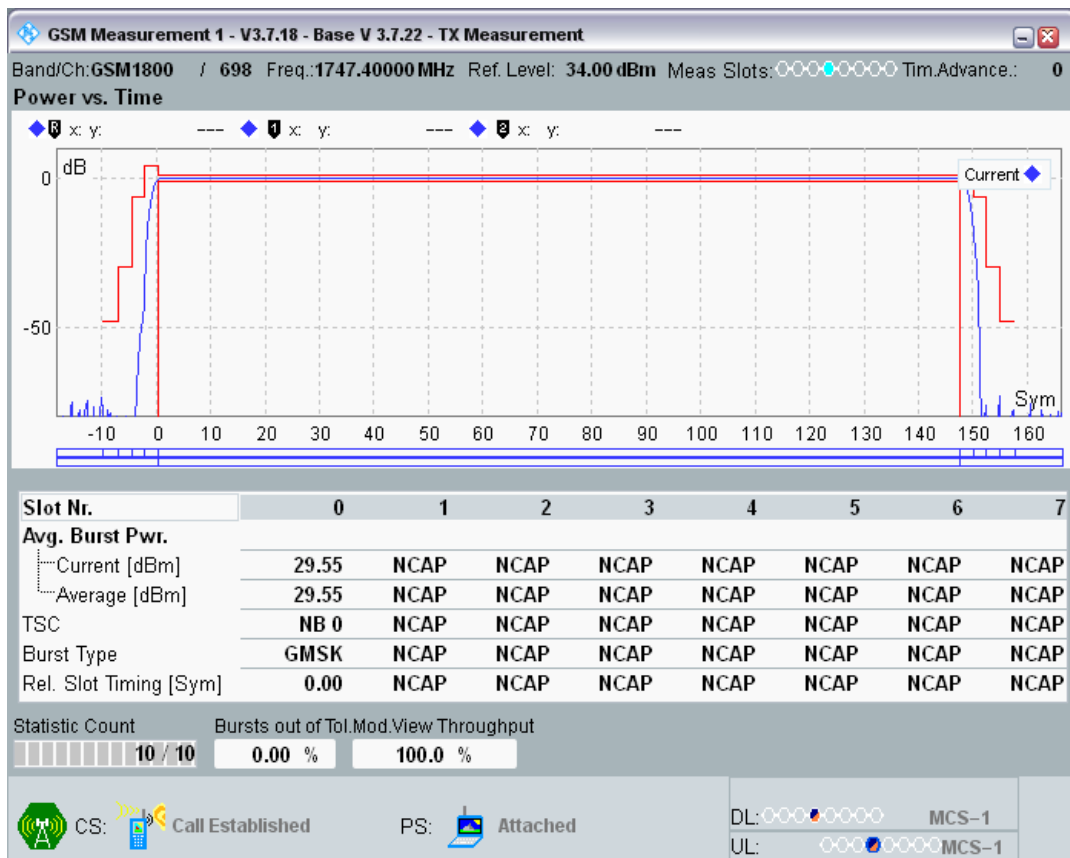 GSM Measurement 1 - V3.7.18 - Base V 3.7.22 - TX Measurement
Band/Ch:GSM1800 / 698 Freq.:1747.40000 MHz Ref. Level: 34.00 dBm Meas Slots: Tim.Advance.: 0
Power vs. Time
R x: y: --- 1 x: y: --- 2 x: y: ---
dB
Current
0
-50
Sym
-10 0 10 20 30 40 50 60 70 80 90 100 110 120 130 140 150 160
Slot Nr. 0 1 2 3 4 5 6 7
Avg. Burst Pwr.
Current [dBm] 29.55 NCAP NCAP NCAP NCAP NCAP NCAP NCAP
Average [dBm] 29.55 NCAP NCAP NCAP NCAP NCAP NCAP NCAP
TSC NB 0 NCAP NCAP NCAP NCAP NCAP NCAP NCAP
Burst Type GMSK NCAP NCAP NCAP NCAP NCAP NCAP NCAP
Rel. Slot Timing [Sym] 0.00 NCAP NCAP NCAP NCAP NCAP NCAP NCAP
Statistic Count Bursts out of Tol.Mod.View Throughput
10 / 10 0.00 % 100.0 %
CS: Call Established PS: Attached
DL: MCS-1
UL: MCS-1